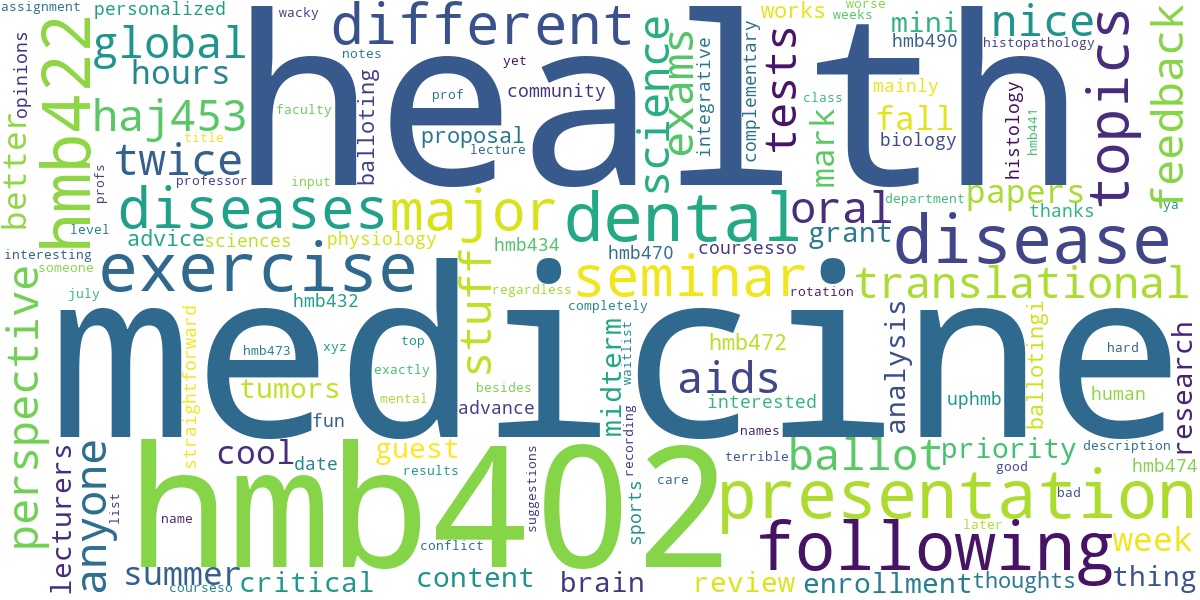 assignment
personalized
wacky
different
works
weeks
worse
mini
nice
hmb490
histopathology
global
hours
opinions
hmb422
notes
yet
health
prof
community
balloting
science
exams
integrative
complementary
tests
class
mainly
topics
feedback
haj453
title
faculty
proposal
lecture
mark
fall
biology
histology
hmb441
better
twice
professor
profs
input
department
papers
lya
level
diseases
major
dental
oral
thanks
advice
sciences
physiology
hmb434
hmb470
coursesso
grant
disease
interesting
someone
july
exercise
hmb432
stuff
regardless
seminar
completely
rotation
translational
perspective
straightforward
medicine
hmb473
xyz
top
exactly
mental
tumors
fun
besides
advance
midterm
waitlist
hmb472
aids
interested
names
analysis
uphmb
ballotingi
hard
human
research
lecturers
anyone
list
cool
date
guest
results
suggestions
recording
sports
care
terrible
ballot
priority
good
description
hmb474
name
hmb402
presentation
bad
later
conflict
following
week
summer
courseso
critical
content
brain
review
enrollment
thoughts
thing